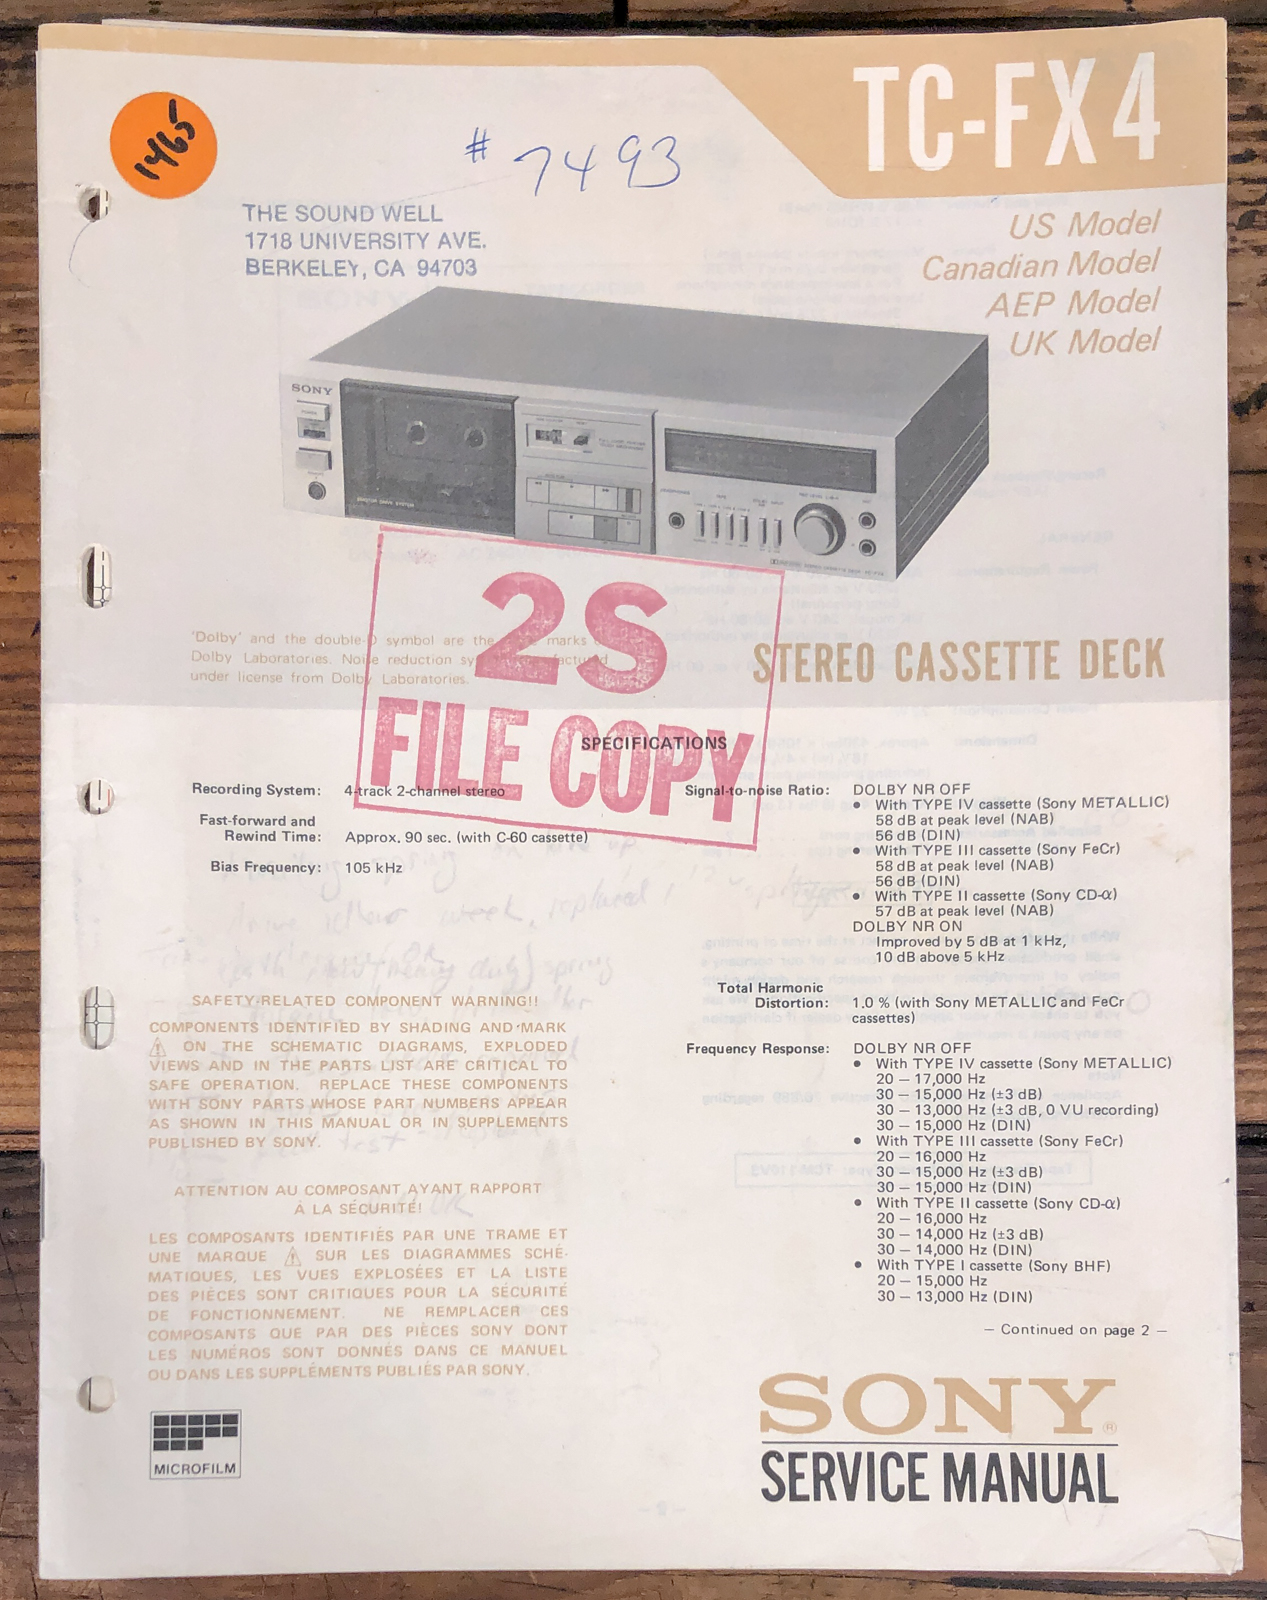 TC-FX4
1465
# 7493
THE SOUND WELL
1718 UNIVERSITY AVE.
BERKELEY, CA 94703
US Model
Canadian Model
AEP Model
UK Model
SONY
2S
FILE COPY
'Dolby' and the double-D symbol are the marks
Dolby Laboratories. Noise reduction
under license from Dolby Laboratories.
STEREO CASSETTE DECK
SPECIFICATIONS
Recording System: 4-track 2-channel stereo
Fast-forward and
Rewind Time: Approx. 90 sec. (with C-60 cassette)
Bias Frequency: 105 kHz
SAFETY-RELATED COMPONENT WARNING!!
COMPONENTS IDENTIFIED BY SHADING AND MARK
⚠ ON THE SCHEMATIC DIAGRAMS, EXPLODED
VIEWS AND IN THE PARTS LIST ARE CRITICAL TO
SAFE OPERATION. REPLACE THESE COMPONENTS
WITH SONY PARTS WHOSE PART NUMBERS APPEAR
AS SHOWN IN THIS MANUAL OR IN SUPPLEMENTS
PUBLISHED BY SONY.
ATTENTION AU COMPOSANT AYANT RAPPORT
À LA SÉCURITÉ!
LES COMPOSANTS IDENTIFIÉS PAR UNE TRAME ET
UNE MARQUE ⚠ SUR LES DIAGRAMMES SCHÉ-
MATIQUES, LES VUES EXPLOSÉES ET LA LISTE
DES PIÈCES SONT CRITIQUES POUR LA SÉCURITÉ
DE FONCTIONNEMENT. NE REMPLACER CES
COMPOSANTS QUE PAR DES PIÈCES SONY DONT
LES NUMÉROS SONT DONNÉS DANS CE MANUEL
OU DANS LES SUPPLÉMENTS PUBLIÉS PAR SONY.
MICROFILM
Signal-to-noise Ratio: DOLBY NR OFF
• With TYPE IV cassette (Sony METALLIC)
58 dB at peak level (NAB)
56 dB (DIN)
• With TYPE III cassette (Sony FeCr)
58 dB at peak level (NAB)
56 dB (DIN)
• With TYPE II cassette (Sony CD-α)
57 dB at peak level (NAB)
DOLBY NR ON
Improved by 5 dB at 1 kHz,
10 dB above 5 kHz
Total Harmonic
Distortion: 1.0 % (with Sony METALLIC and FeCr
cassettes)
Frequency Response: DOLBY NR OFF
• With TYPE IV cassette (Sony METALLIC)
20 – 17,000 Hz
30 – 15,000 Hz (±3 dB)
30 – 13,000 Hz (±3 dB, 0 VU recording)
30 – 15,000 Hz (DIN)
• With TYPE III cassette (Sony FeCr)
20 – 16,000 Hz
30 – 15,000 Hz (±3 dB)
30 – 15,000 Hz (DIN)
• With TYPE II cassette (Sony CD-α)
20 – 16,000 Hz
30 – 14,000 Hz (±3 dB)
30 – 14,000 Hz (DIN)
• With TYPE I cassette (Sony BHF)
20 – 15,000 Hz
30 – 13,000 Hz (DIN)
– Continued on page 2 –
SONY®
SERVICE MANUAL